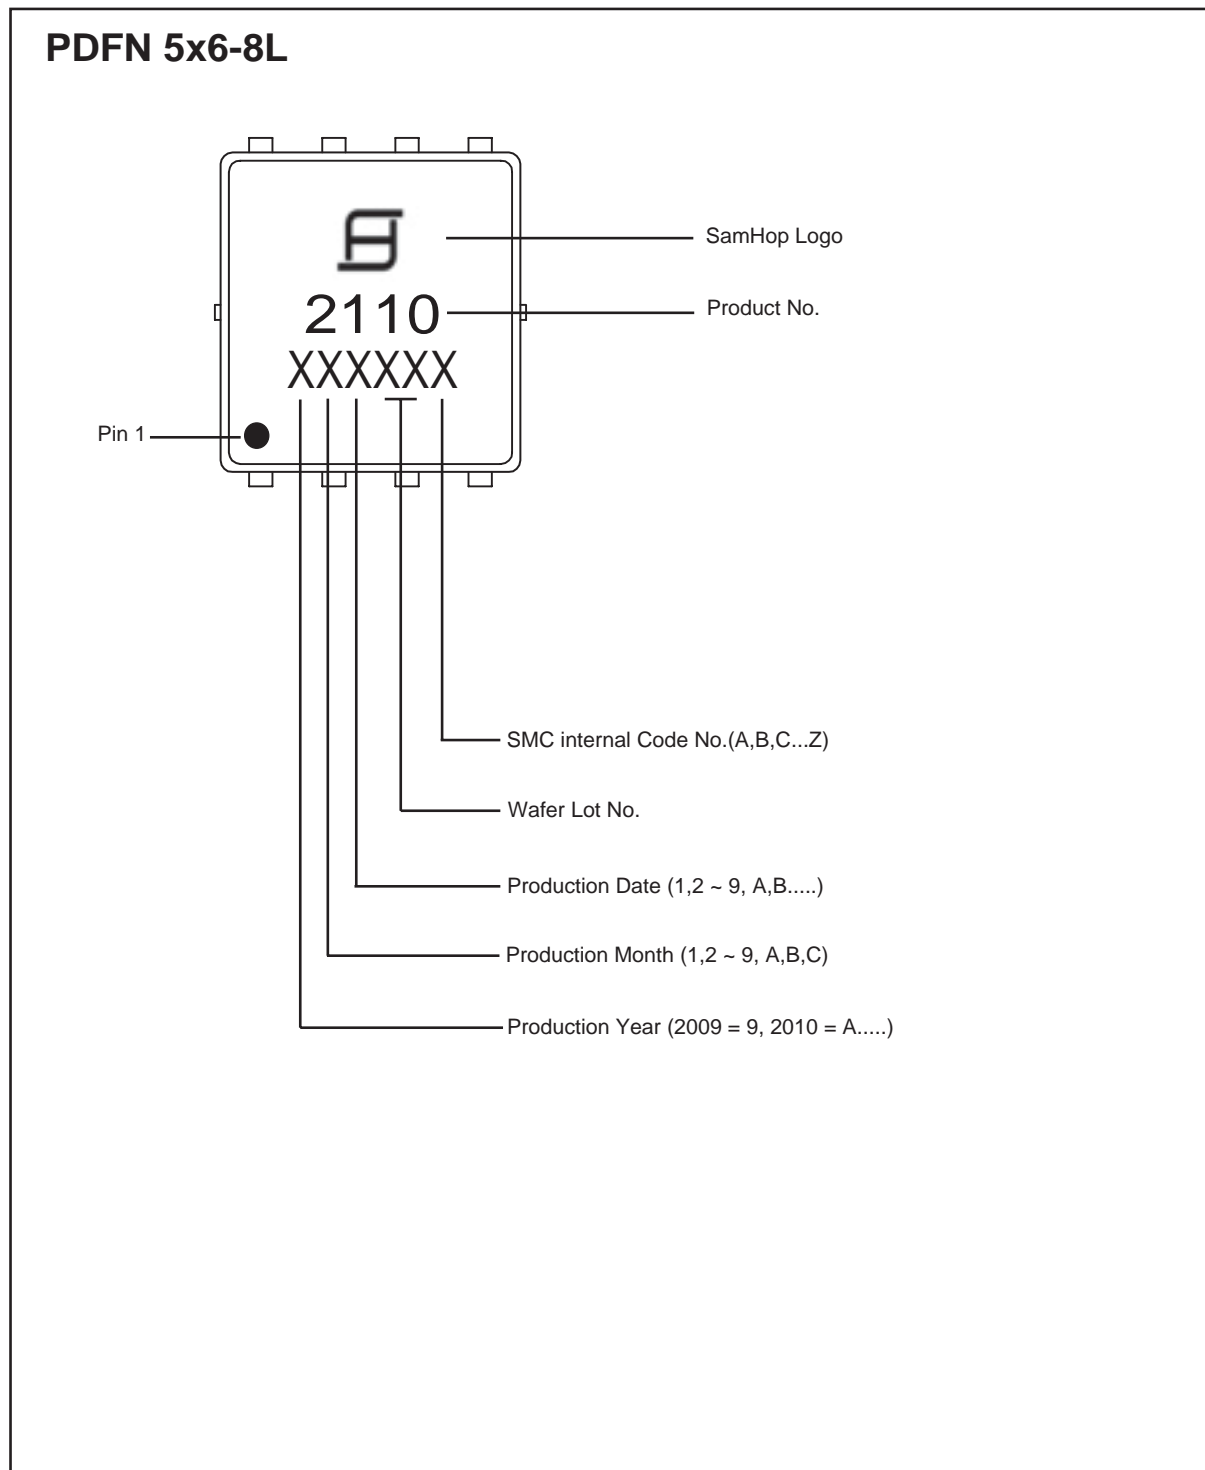 PDFN 5x6-8L
SamHop Logo
2110
Product No.
XXXXXX
Pin 1
SMC internal Code No.(A,B,C...Z)
Wafer Lot No.
Production Date (1,2 ~ 9, A,B.....)
Production Month (1,2 ~ 9, A,B,C)
Production Year (2009 = 9, 2010 = A.....)